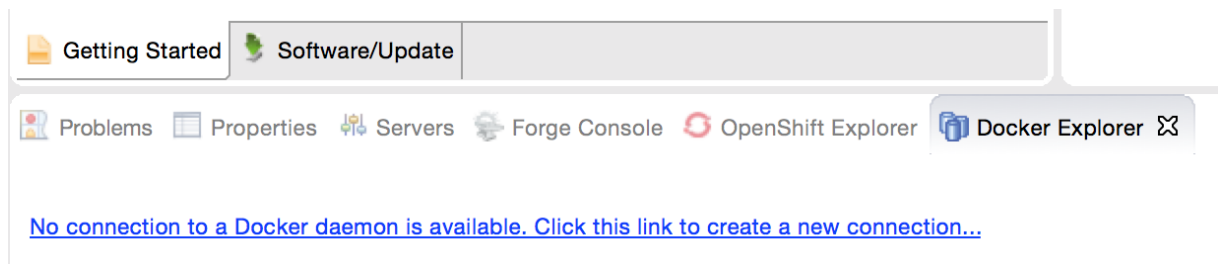 Getting Started Software/Update
Problems Properties Servers Forge Console OpenShift Explorer Docker Explorer
No connection to a Docker daemon is available. Click this link to create a new connection...